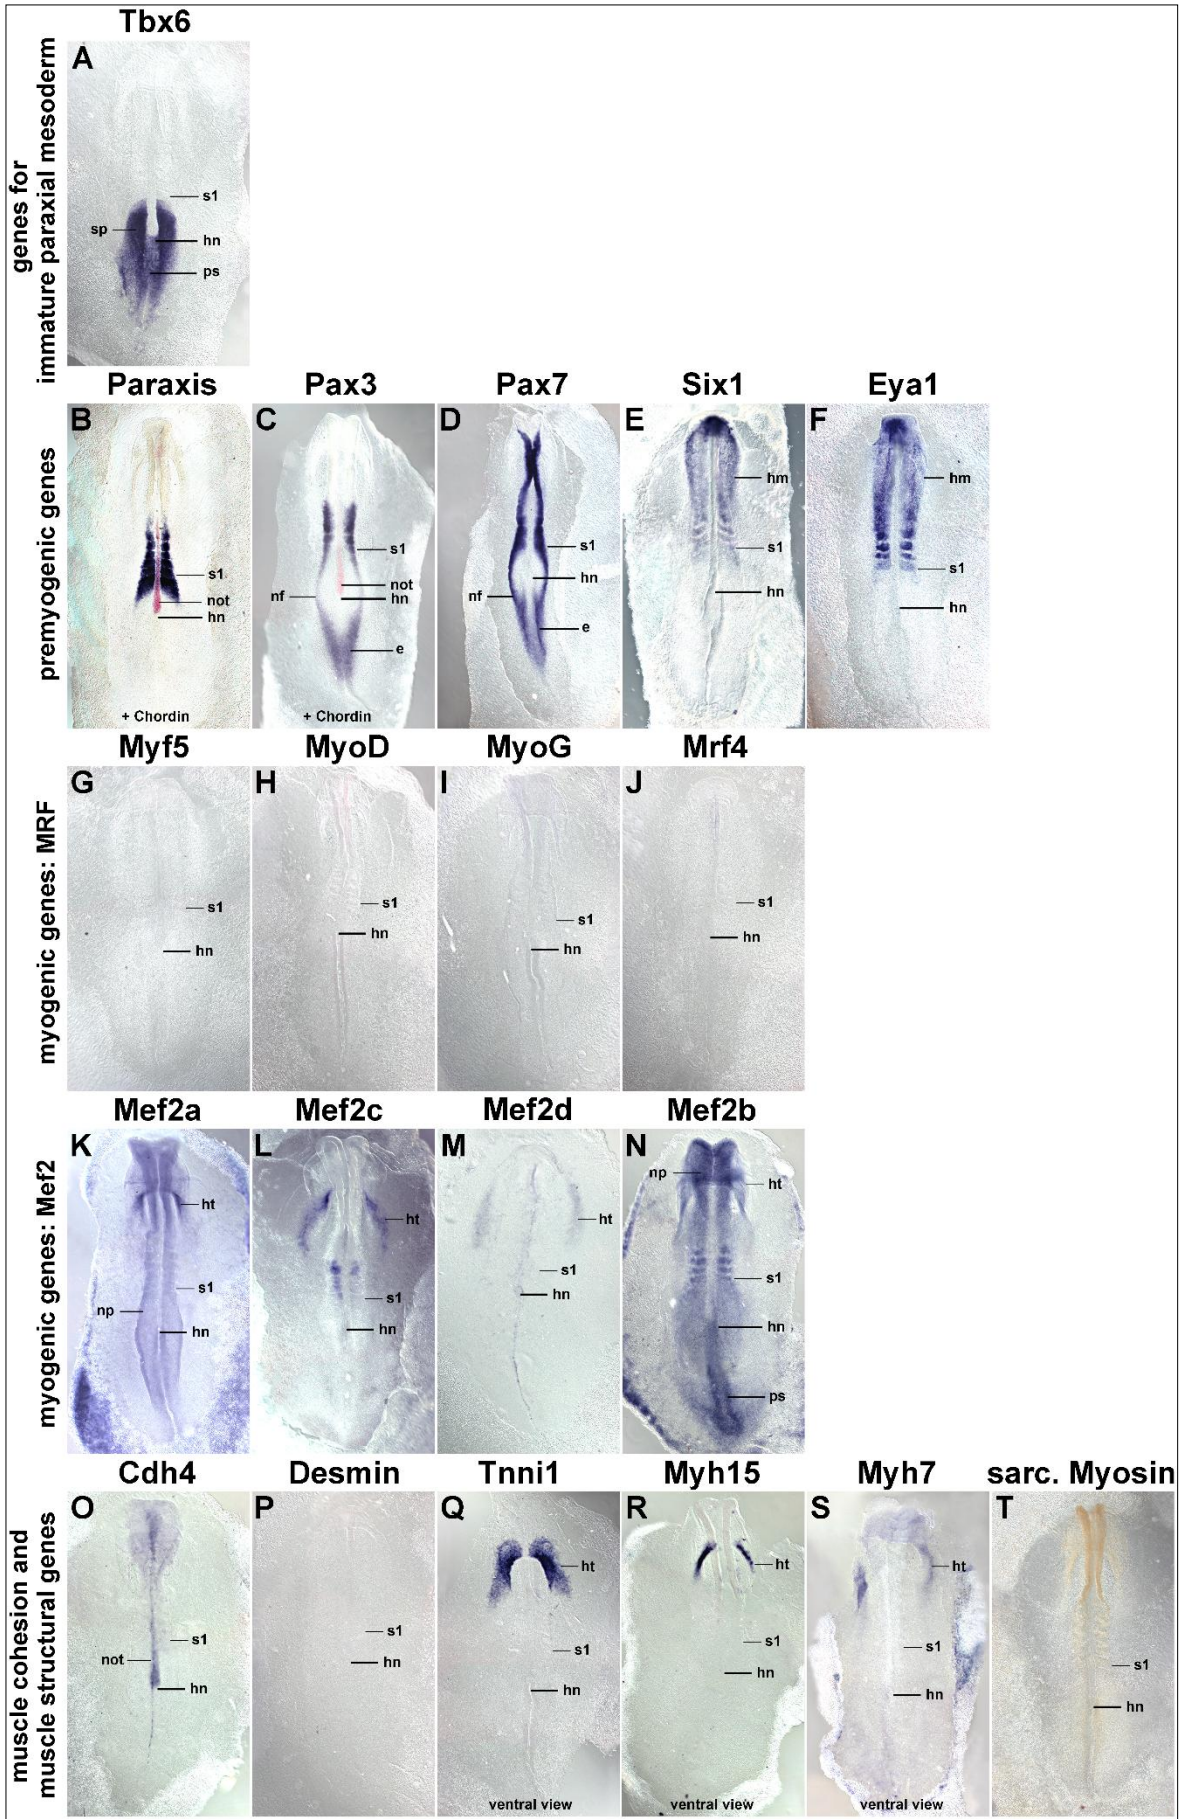 Tbx6
genes for
immature paraxial mesoderm
A
s1
sp
hn
ps
Paraxis
Pax3
Pax7
Six1
Eya1
premyogenic genes
B
s1
not
hn
+ Chordin
C
s1
not
nf
hn
e
+ Chordin
D
s1
hn
nf
e
E
hm
s1
hn
F
hm
s1
hn
Myf5
MyoD
MyoG
Mrf4
myogenic genes: MRF
G
s1
hn
H
s1
hn
I
s1
hn
J
s1
hn
Mef2a
Mef2c
Mef2d
Mef2b
myogenic genes: Mef2
K
ht
s1
np
hn
L
ht
s1
hn
M
ht
s1
hn
N
np
ht
s1
hn
ps
Cdh4
Desmin
Tnni1
Myh15
Myh7
sarc. Myosin
muscle cohesion and
muscle structural genes
O
s1
not
hn
P
s1
hn
Q
ht
s1
hn
ventral view
R
ht
s1
hn
ventral view
S
ht
s1
hn
ventral view
T
s1
hn